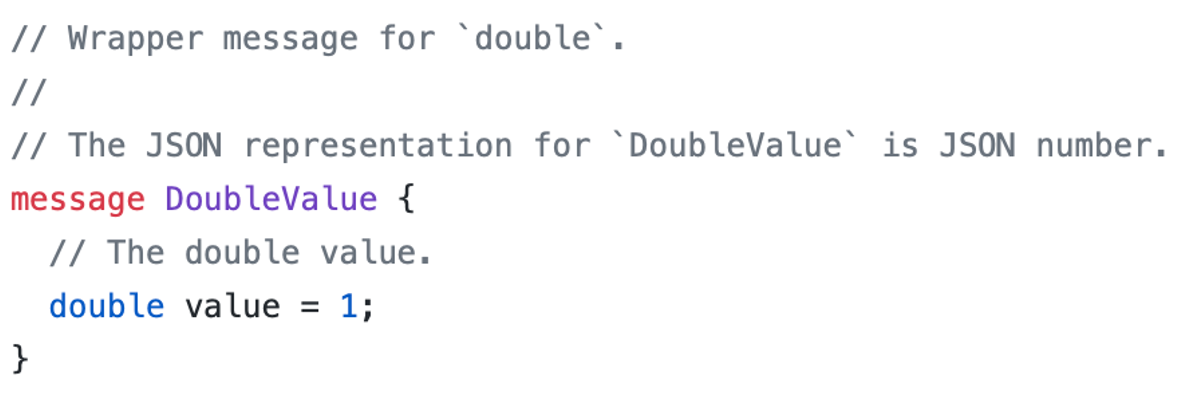 // Wrapper message for `double`.
//
// The JSON representation for `DoubleValue` is JSON number.
message DoubleValue {
  // The double value.
  double value = 1;
}